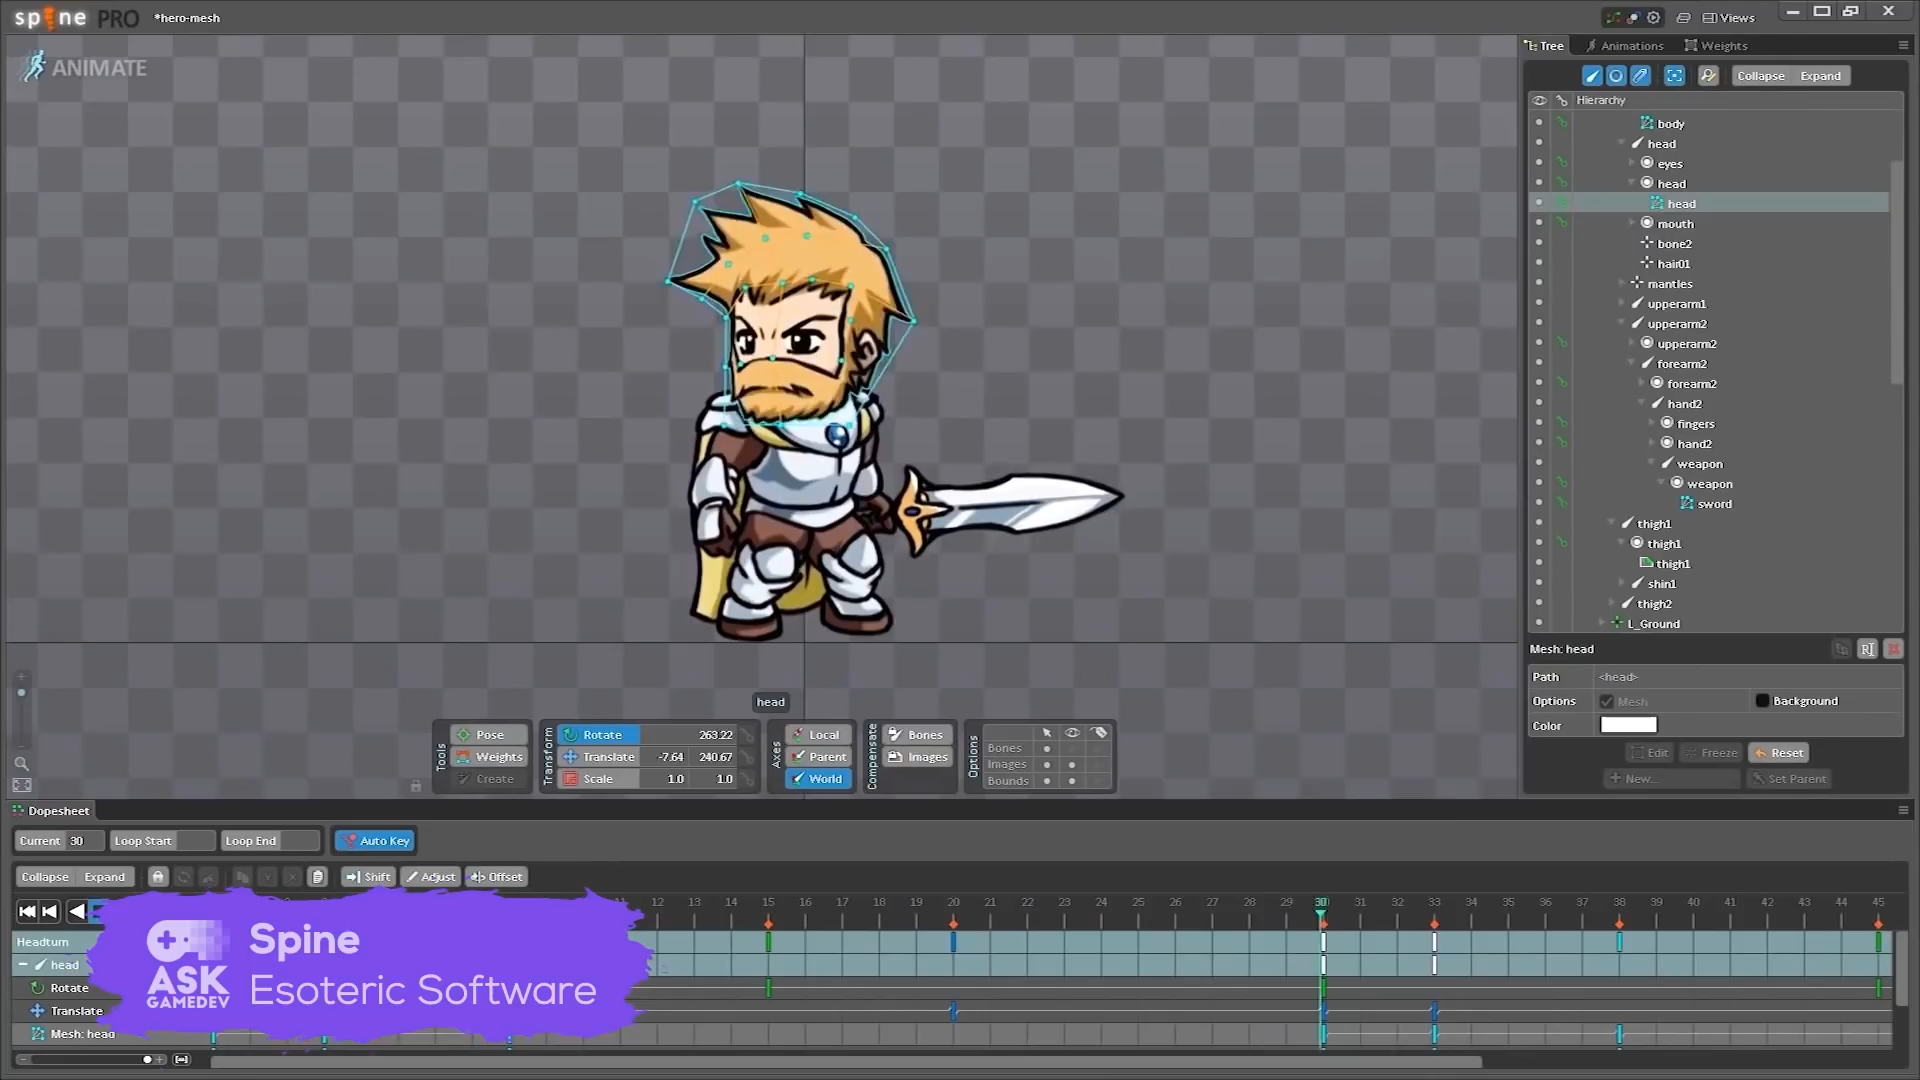 spine PRO *hero-mesh
Views
ANIMATE
Tree Animations Weights
Collapse Expand
Hierarchy
body
head
eyes
head
head
mouth
bone2
hair01
mantles
upperarm1
upperarm2
upperarm2
forearm2
forearm2
hand2
fingers
hand2
weapon
weapon
sword
thigh1
thigh1
thigh1
shin1
thigh2
L_Ground
Mesh: head
Path <head>
Options Mesh Background
Color
Edit Freeze Reset
New... Set Parent
head
Tools
Pose
Weights
Create
Transform
Rotate 263.22
Translate -7.64 240.67
Scale 1.0 1.0
Axes
Local
Parent
World
Compensate
Bones
Images
Options
Bones
Images
Bounds
Dopesheet
Current 30 Loop Start Loop End Auto Key
Collapse Expand Shift Adjust Offset
12 13 14 15 16 17 18 19 20 21 22 23 24 25 26 27 28 29 30 31 32 33 34 35 36 37 38 39 40 41 42 43 44 45
Headturn
head
Rotate
Translate
Mesh: head
ASK
GAMEDEV
Spine
Esoteric Software